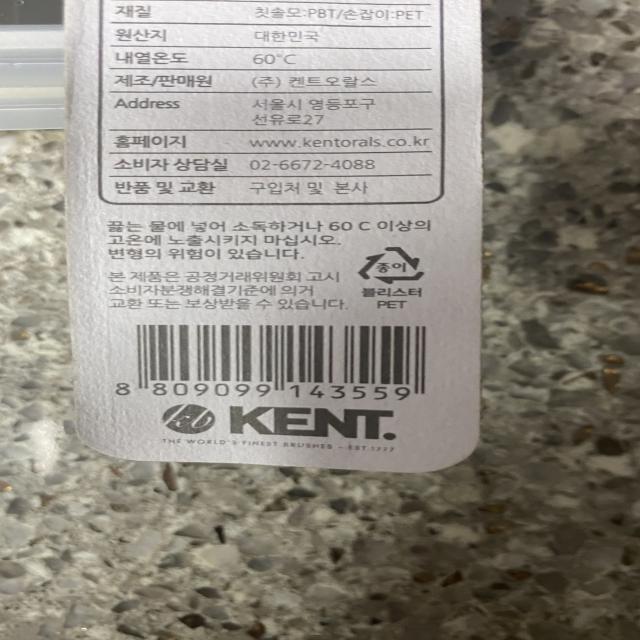 재질 칫솔모:PBT/손잡이:PET
원산지 대한민국
내열온도 60°C
제조/판매원 (주) 켄트오랄스
Address 서울시 영등포구
선유로27
홈페이지 www.kentorals.co.kr
소비자 상담실 02-6672-4088
반품 및 교환 구입처 및 본사
끓는 물에 넣어 소독하거나 60 C 이상의
고온에 노출시키지 마십시오.
변형의 위험이 있습니다.
본 제품은 공정거래위원회 고시
소비자분쟁해결기준에 의거
교환 또는 보상받을 수 있습니다.
종이
블리스터
PET
8 809099 143559
KENT.
THE WORLD'S FINEST BRUSHES - EST.1777